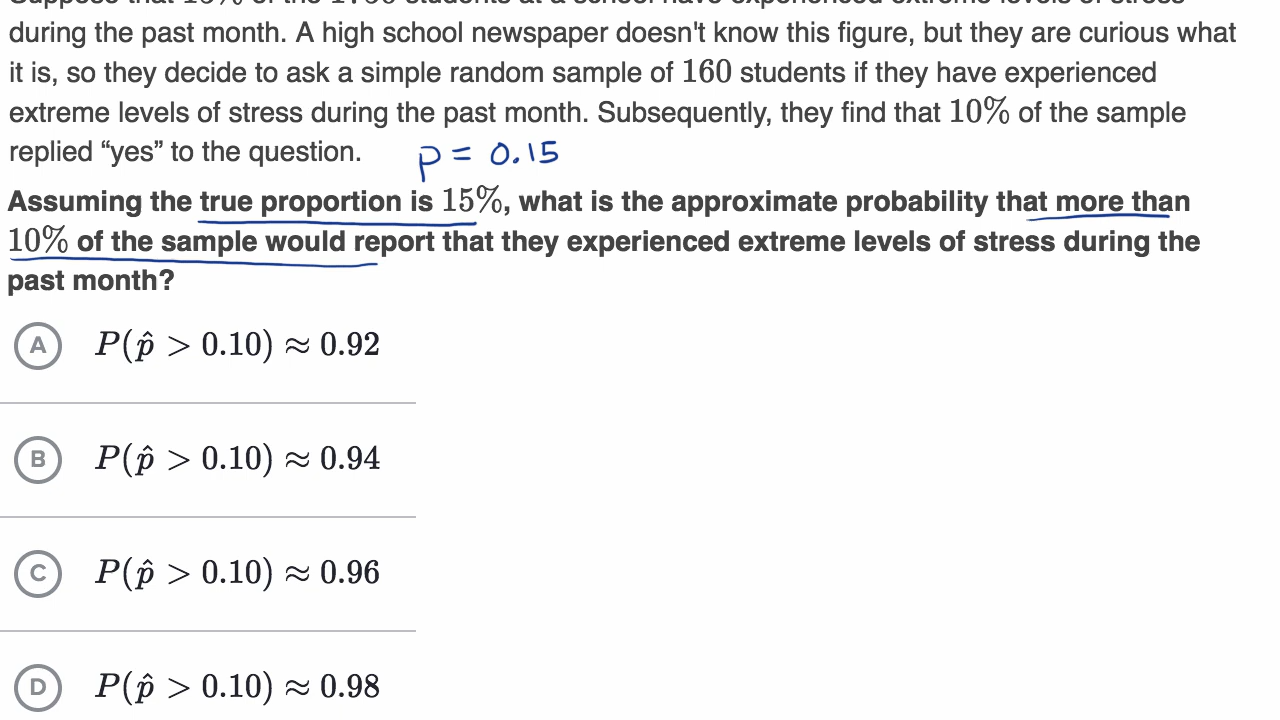 during the past month. A high school newspaper doesn't know this figure, but they are curious what
it is, so they decide to ask a simple random sample of 160 students if they have experienced
extreme levels of stress during the past month. Subsequently, they find that 10% of the sample
replied “yes” to the question. p = 0.15
Assuming the true proportion is 15%, what is the approximate probability that more than
10% of the sample would report that they experienced extreme levels of stress during the
past month?
A P(p̂ > 0.10) ≈ 0.92
B P(p̂ > 0.10) ≈ 0.94
C P(p̂ > 0.10) ≈ 0.96
D P(p̂ > 0.10) ≈ 0.98